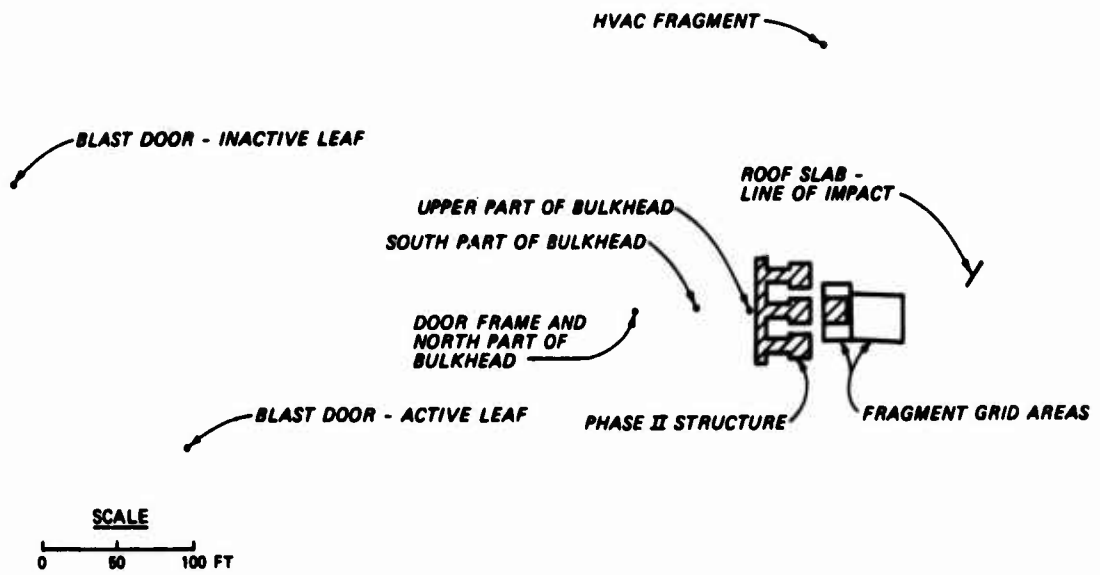 HVAC FRAGMENT
BLAST DOOR - INACTIVE LEAF
ROOF SLAB -
LINE OF IMPACT
UPPER PART OF BULKHEAD
SOUTH PART OF BULKHEAD
DOOR FRAME AND
NORTH PART OF
BULKHEAD
BLAST DOOR - ACTIVE LEAF
PHASE II STRUCTURE
FRAGMENT GRID AREAS
SCALE
0 50 100 FT